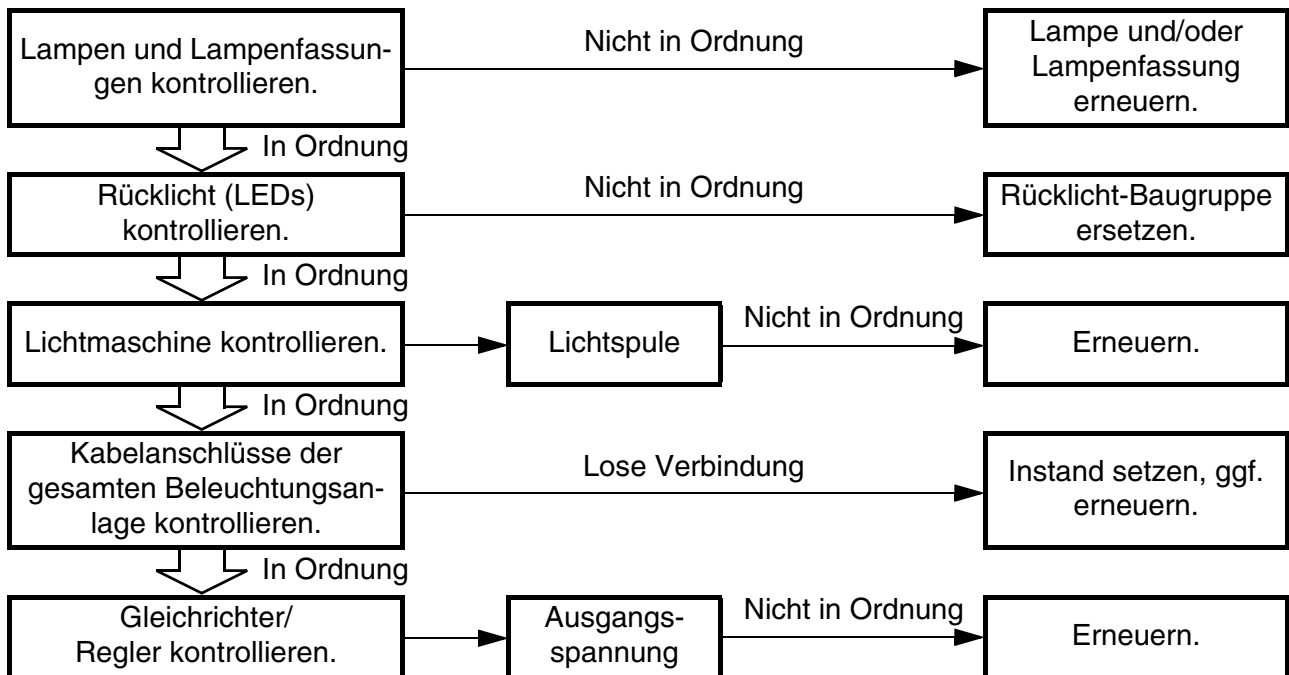 Lampen und Lampenfassun-
gen kontrollieren.
Nicht in Ordnung
Lampe und/oder
Lampenfassung
erneuern.
In Ordnung
Rücklicht (LEDs)
kontrollieren.
Nicht in Ordnung
Rücklicht-Baugruppe
ersetzen.
In Ordnung
Lichtmaschine kontrollieren.
Lichtspule
Nicht in Ordnung
Erneuern.
In Ordnung
Kabelanschlüsse der
gesamten Beleuchtungsan-
lage kontrollieren.
Lose Verbindung
Instand setzen, ggf.
erneuern.
In Ordnung
Gleichrichter/
Regler kontrollieren.
Ausgangs-
spannung
Nicht in Ordnung
Erneuern.